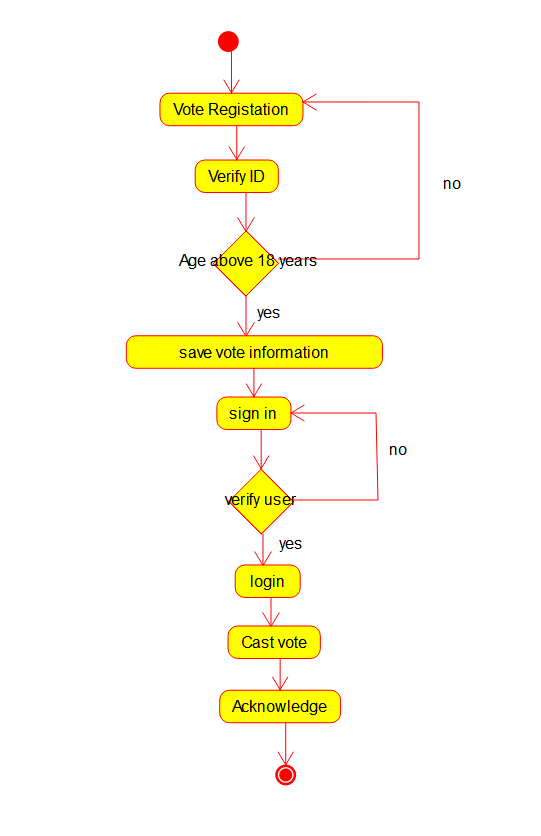 Vote Registation
Verify ID
no
Age above 18 years
yes
save vote information
sign in
no
verify user
yes
login
Cast vote
Acknowledge